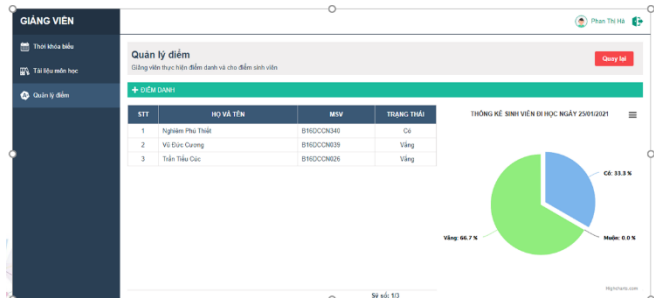 GIẢNG VIÊN
Phan Thị Hà
Thời khóa biểu
Tài liệu môn học
Quản lý điểm
Quản lý điểm
Giảng viên thực hiện điểm danh và cho điểm sinh viên
Quay lại
+ ĐIỂM DANH
STT HỌ VÀ TÊN MSV TRẠNG THÁI
1 Nghiêm Phú Thiết B16DCCN340 Có
2 Vũ Đức Cương B16DCCN039 Vắng
3 Trần Tiểu Cúc B16DCCN026 Vắng
THỐNG KÊ SINH VIÊN ĐI HỌC NGÀY 25/01/2021
Có: 33.3 %
Vắng: 66.7 %
Muộn: 0.0 %
Highcharts.com
Sỹ số: 1/3